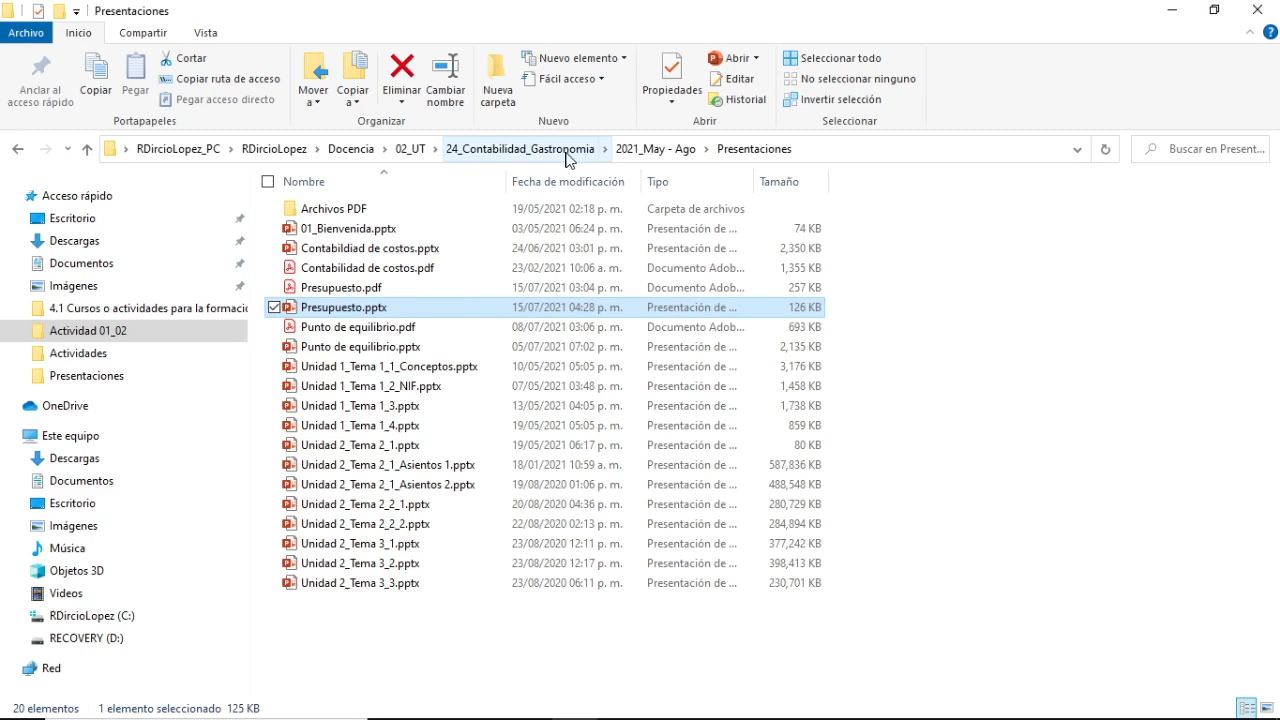 Presentaciones
Archivo Inicio Compartir Vista
Anclar al acceso rápido
Copiar
Pegar
Cortar
Copiar ruta de acceso
Pegar acceso directo
Portapapeles
Mover a
Copiar a
Eliminar
Cambiar nombre
Organizar
Nueva carpeta
Nuevo elemento
Fácil acceso
Nuevo
Propiedades
Abrir
Editar
Historial
Abrir
Seleccionar todo
No seleccionar ninguno
Invertir selección
Seleccionar
RDircioLopez_PC › RDircioLopez › Docencia › 02_UT › 24_Contabilidad_Gastronomia › 2021_May - Ago › Presentaciones
Buscar en Present...
Acceso rápido
Escritorio
Descargas
Documentos
Imágenes
4.1 Cursos o actividades para la formacio
Actividad 01_02
Actividades
Presentaciones
OneDrive
Este equipo
Descargas
Documentos
Escritorio
Imágenes
Música
Objetos 3D
Videos
RDircioLopez (C:)
RECOVERY (D:)
Red
Nombre Fecha de modificación Tipo Tamaño
Archivos PDF 19/05/2021 02:18 p. m. Carpeta de archivos
01_Bienvenida.pptx 03/05/2021 06:24 p. m. Presentación de ... 74 KB
Contabildiad de costos.pptx 24/06/2021 03:01 p. m. Presentación de ... 2,350 KB
Contabilidad de costos.pdf 23/02/2021 10:06 a. m. Documento Adob... 1,355 KB
Presupuesto.pdf 15/07/2021 03:04 p. m. Documento Adob... 257 KB
Presupuesto.pptx 15/07/2021 04:28 p. m. Presentación de ... 126 KB
Punto de equilibrio.pdf 08/07/2021 03:06 p. m. Documento Adob... 693 KB
Punto de equilibrio.pptx 05/07/2021 07:02 p. m. Presentación de ... 2,135 KB
Unidad 1_Tema 1_1_Conceptos.pptx 10/05/2021 05:05 p. m. Presentación de ... 3,176 KB
Unidad 1_Tema 1_2_NIF.pptx 07/05/2021 03:48 p. m. Presentación de ... 1,458 KB
Unidad 1_Tema 1_3.pptx 13/05/2021 04:05 p. m. Presentación de ... 1,738 KB
Unidad 1_Tema 1_4.pptx 19/05/2021 05:05 p. m. Presentación de ... 859 KB
Unidad 2_Tema 2_1.pptx 19/05/2021 06:17 p. m. Presentación de ... 80 KB
Unidad 2_Tema 2_1_Asientos 1.pptx 18/01/2021 10:59 a. m. Presentación de ... 587,836 KB
Unidad 2_Tema 2_1_Asientos 2.pptx 19/08/2020 01:06 p. m. Presentación de ... 488,548 KB
Unidad 2_Tema 2_2_1.pptx 20/08/2020 04:36 p. m. Presentación de ... 280,729 KB
Unidad 2_Tema 2_2_2.pptx 22/08/2020 02:13 p. m. Presentación de ... 284,894 KB
Unidad 2_Tema 3_1.pptx 23/08/2020 12:11 p. m. Presentación de ... 377,242 KB
Unidad 2_Tema 3_2.pptx 23/08/2020 12:17 p. m. Presentación de ... 398,413 KB
Unidad 2_Tema 3_3.pptx 23/08/2020 06:11 p. m. Presentación de ... 230,701 KB
20 elementos 1 elemento seleccionado 125 KB